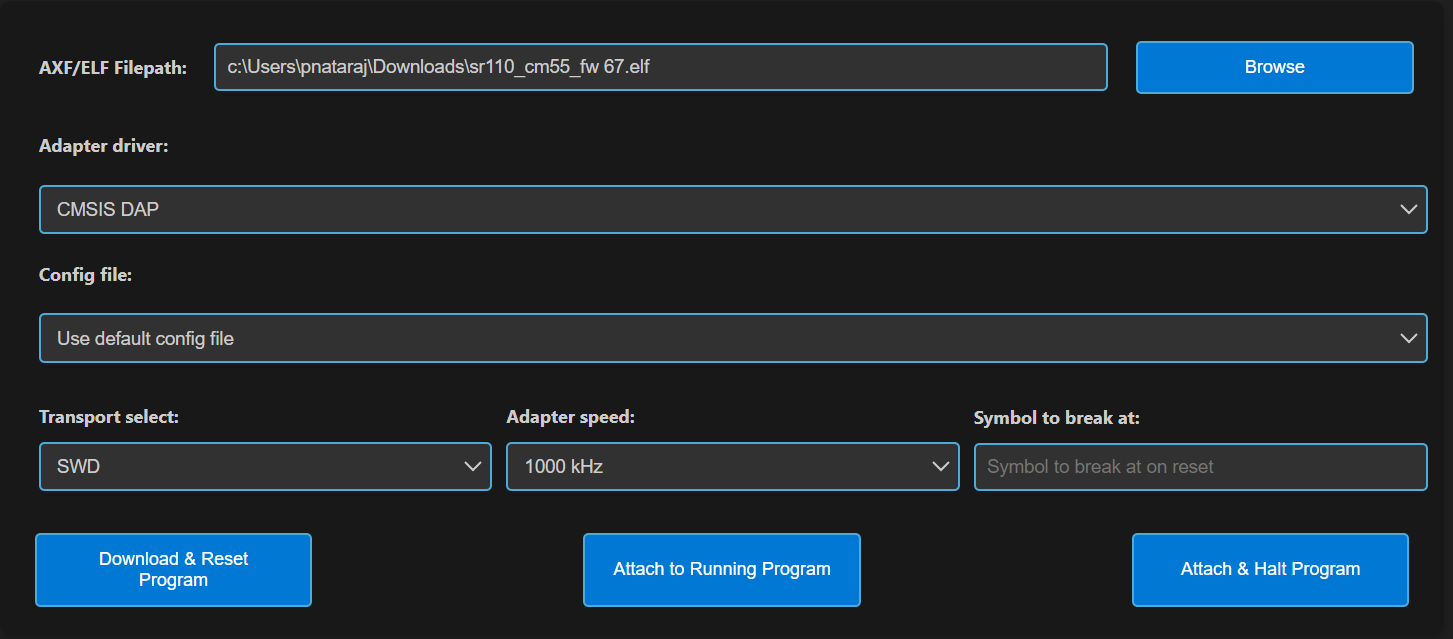 AXF/ELF Filepath:
c:\Users\pnataraj\Downloads\sr110_cm55_fw 67.elf
Browse
Adapter driver:
CMSIS DAP
Config file:
Use default config file
Transport select:
Adapter speed:
Symbol to break at:
SWD
1000 kHz
Symbol to break at on reset
Download & Reset
Program
Attach to Running Program
Attach & Halt Program